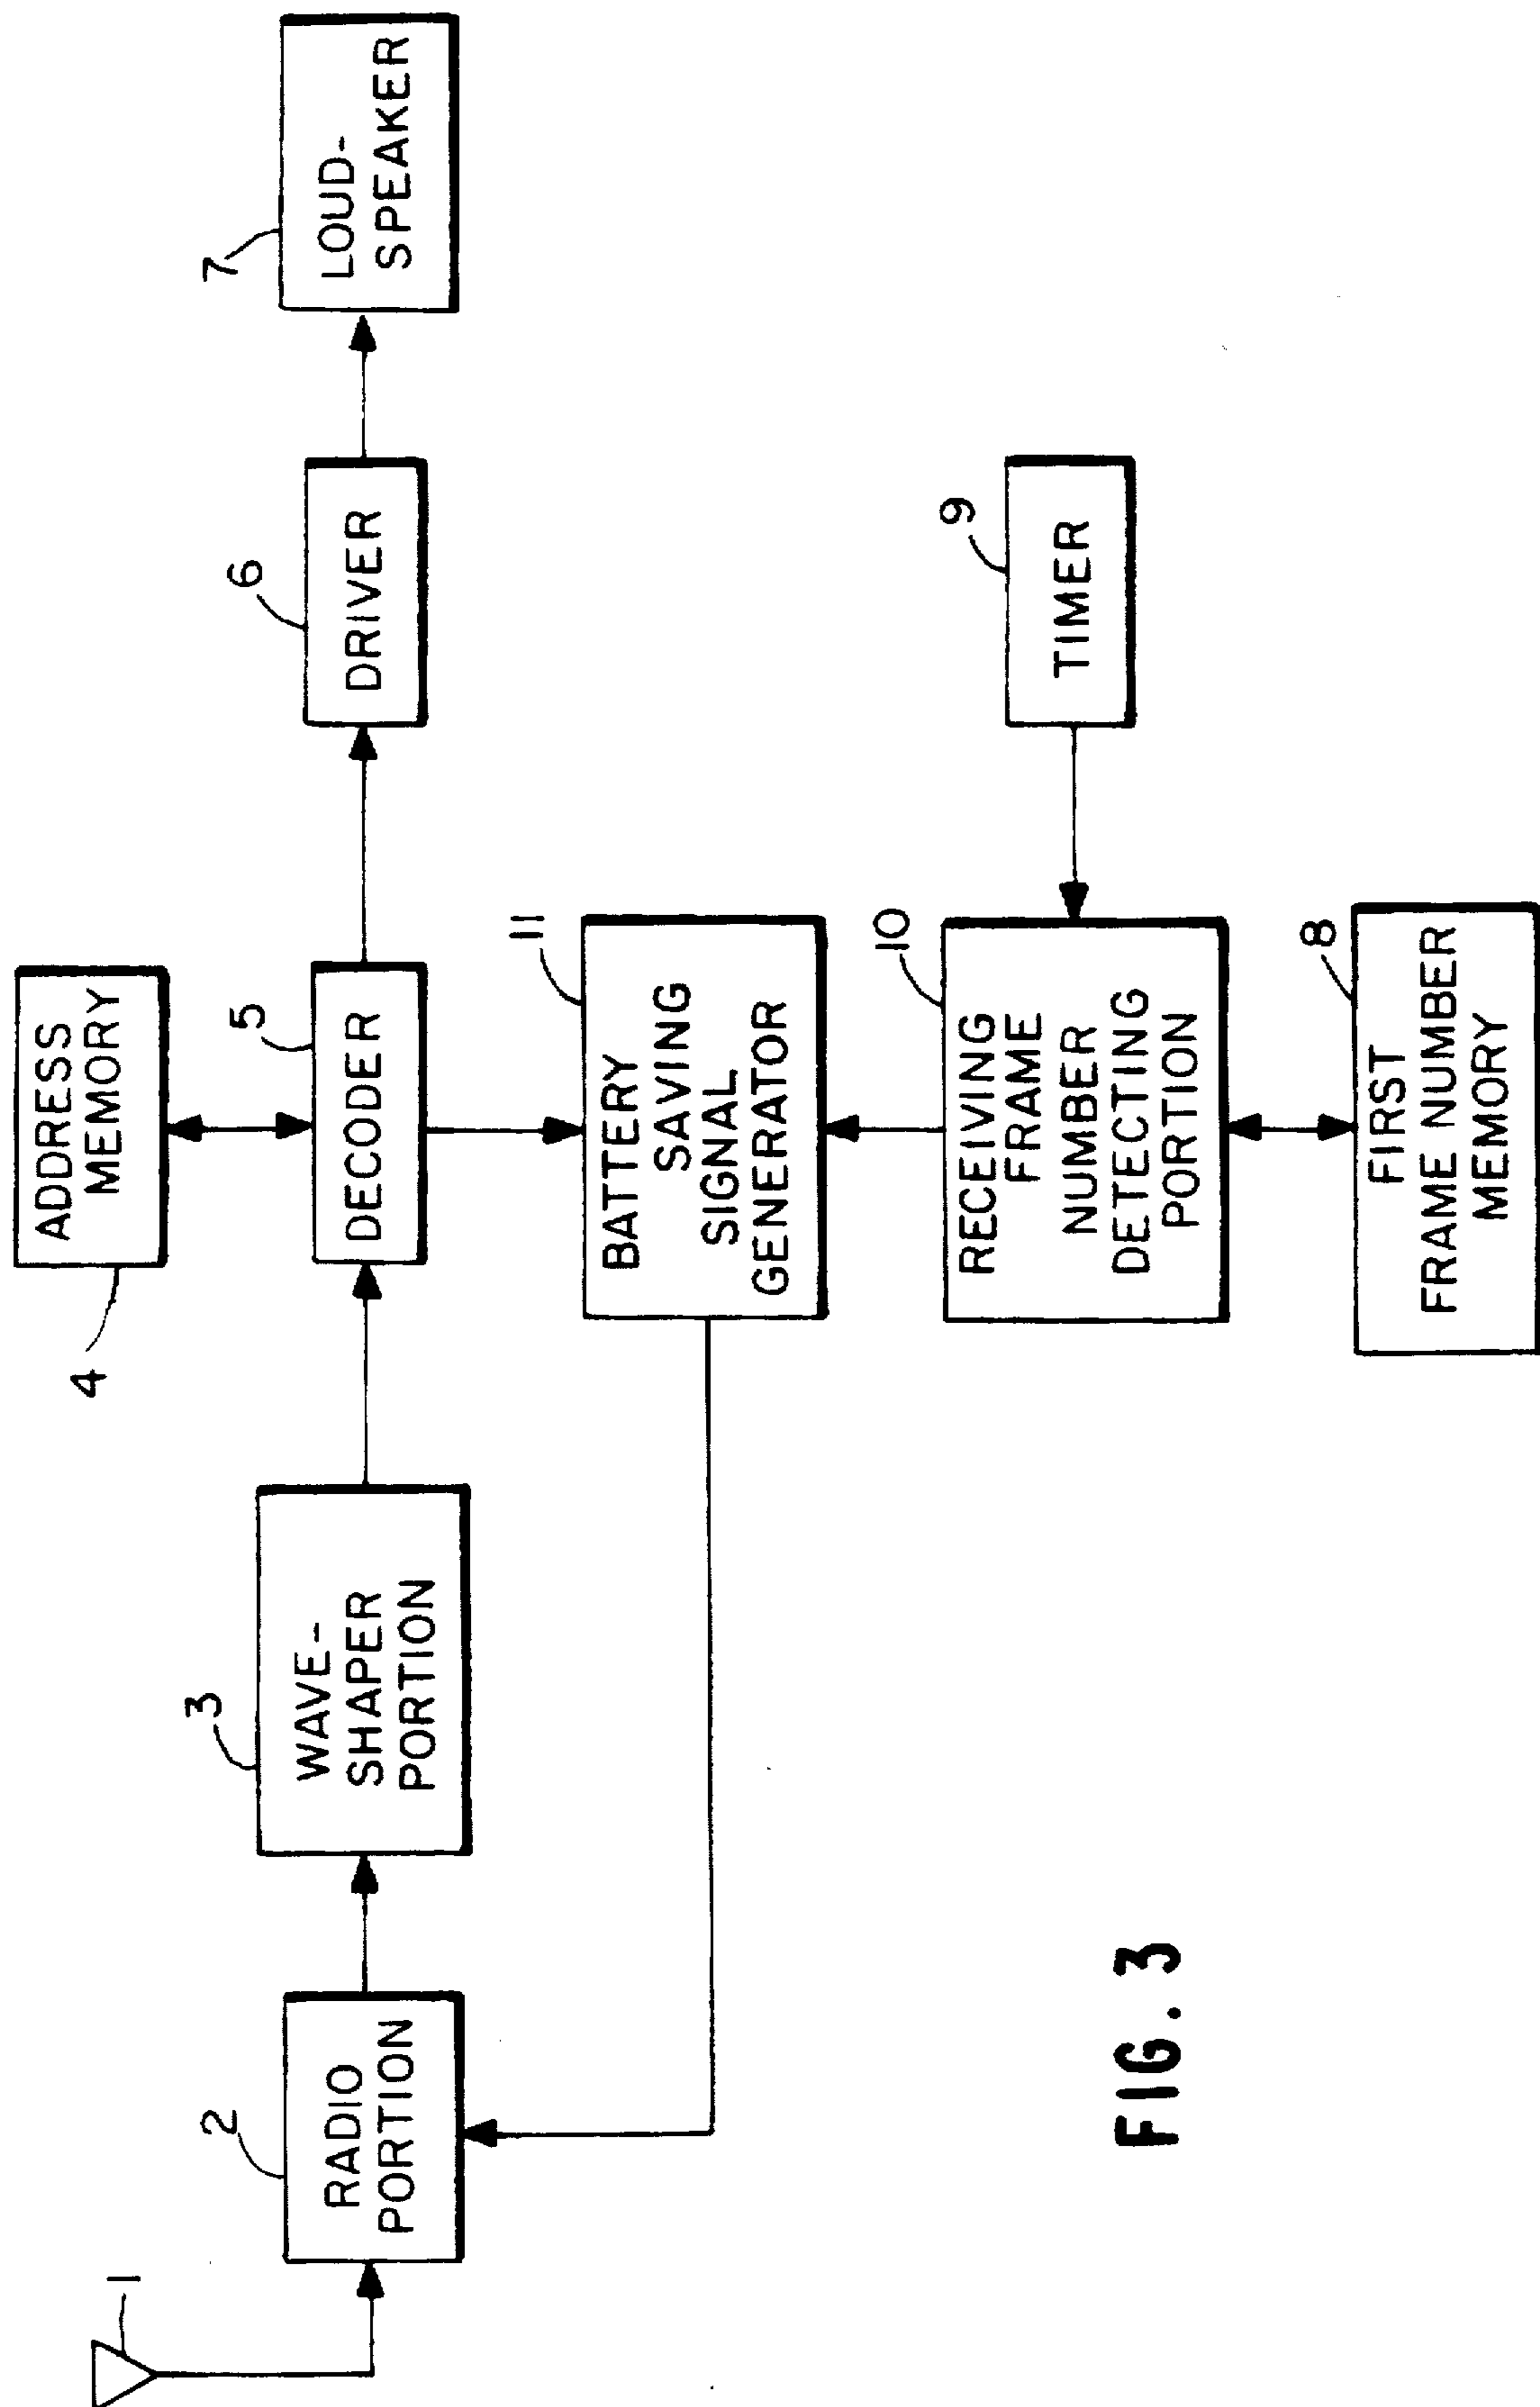 1
2
RADIO
PORTION
3
WAVE-
SHAPER
PORTION
4
ADDRESS
MEMORY
5
DECODER
6
DRIVER
7
LOUD-
SPEAKER
11
BATTERY
SAVING
SIGNAL
GENERATOR
10
RECEIVING
FRAME
NUMBER
DETECTING
PORTION
9
TIMER
8
FIRST
FRAME NUMBER
MEMORY
FIG. 3